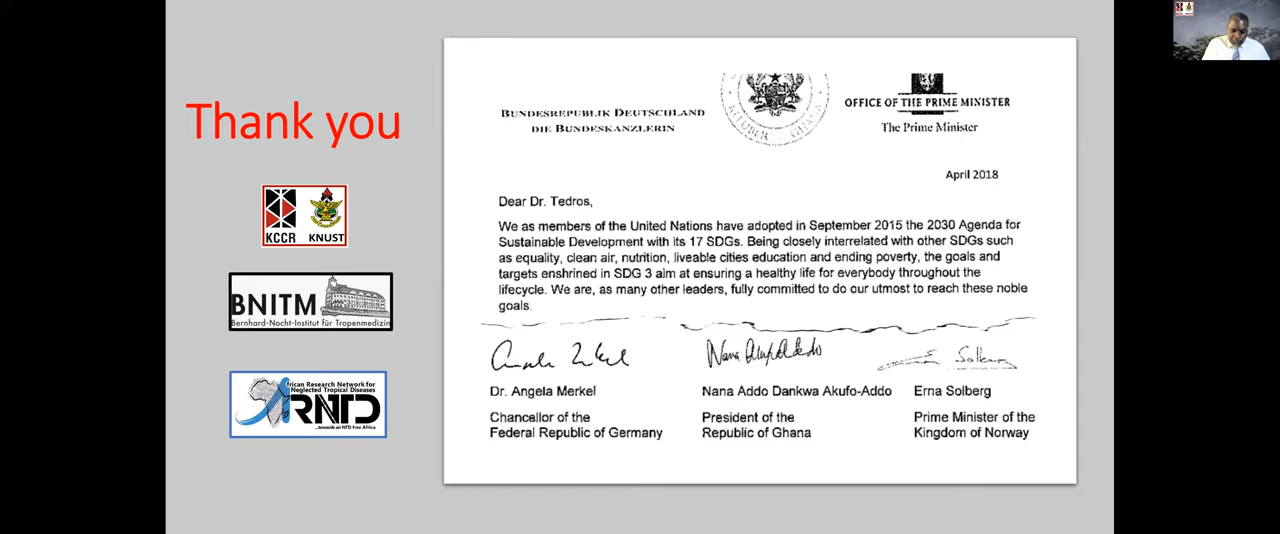 Thank you
KCCR KNUST
BNITM
Bernhard-Nocht-Institut für Tropenmedizin
frican Research Network for
Neglected Tropical Diseases
ARNTD
...towards an NTD Free Africa
BUNDESREPUBLIK DEUTSCHLAND
DIE BUNDESKANZLERIN
REPUBLIC GHANA
OFFICE OF THE PRIME MINISTER
The Prime Minister
April 2018
Dear Dr. Tedros,
We as members of the United Nations have adopted in September 2015 the 2030 Agenda for
Sustainable Development with its 17 SDGs. Being closely interrelated with other SDGs such
as equality, clean air, nutrition, liveable cities education and ending poverty, the goals and
targets enshrined in SDG 3 aim at ensuring a healthy life for everybody throughout the
lifecycle. We are, as many other leaders, fully committed to do our utmost to reach these noble
goals.
Dr. Angela Merkel
Nana Addo Dankwa Akufo-Addo
Erna Solberg
Chancellor of the
Federal Republic of Germany
President of the
Republic of Ghana
Prime Minister of the
Kingdom of Norway